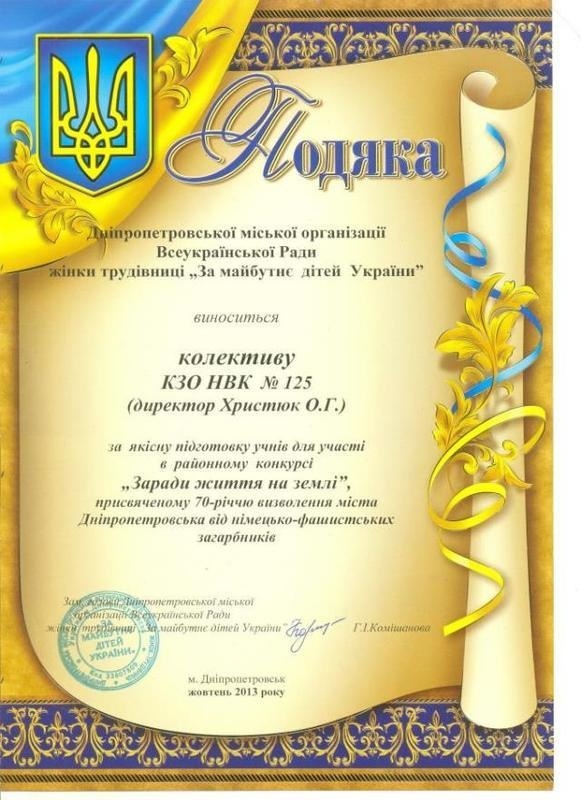 Подяка
Дніпропетровської міської організації
Всеукраїнської Ради
жінки трудівниці „За майбутнє дітей України”
виноситься
колективу
КЗО НВК № 125
(директор Христюк О.Г.)
за якісну підготовку учнів для участі
в районному конкурсі
„Заради життя на землі”,
присвяченому 70-річчю визволення міста
Дніпропетровська від німецько-фашистських
загарбників
Зам. голови Дніпропетровської міської
організації Всеукраїнської Ради
жінки трудівниці „За майбутнє дітей України” Г.І.Комішанова
ЗА
МАЙБУТНЄ
ДІТЕЙ
УКРАЇНИ
м. Дніпропетровськ
жовтень 2013 року